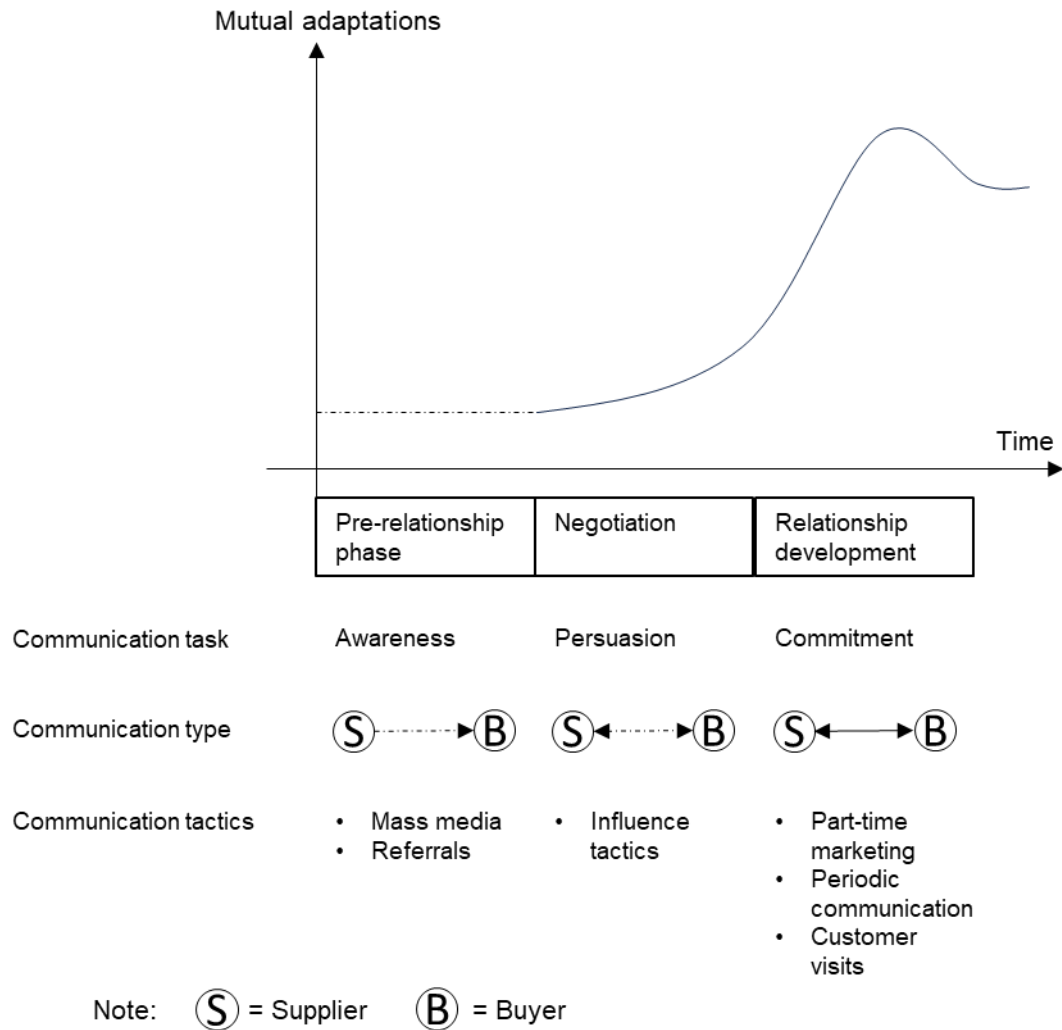 Mutual adaptations
Time
Pre-relationship
phase
Negotiation
Relationship
development
Communication task
Awareness
Persuasion
Commitment
Communication type
S
B
S
B
S
B
Communication tactics
• Mass media
• Referrals
• Influence
tactics
• Part-time
marketing
• Periodic
communication
• Customer
visits
Note: S = Supplier B = Buyer